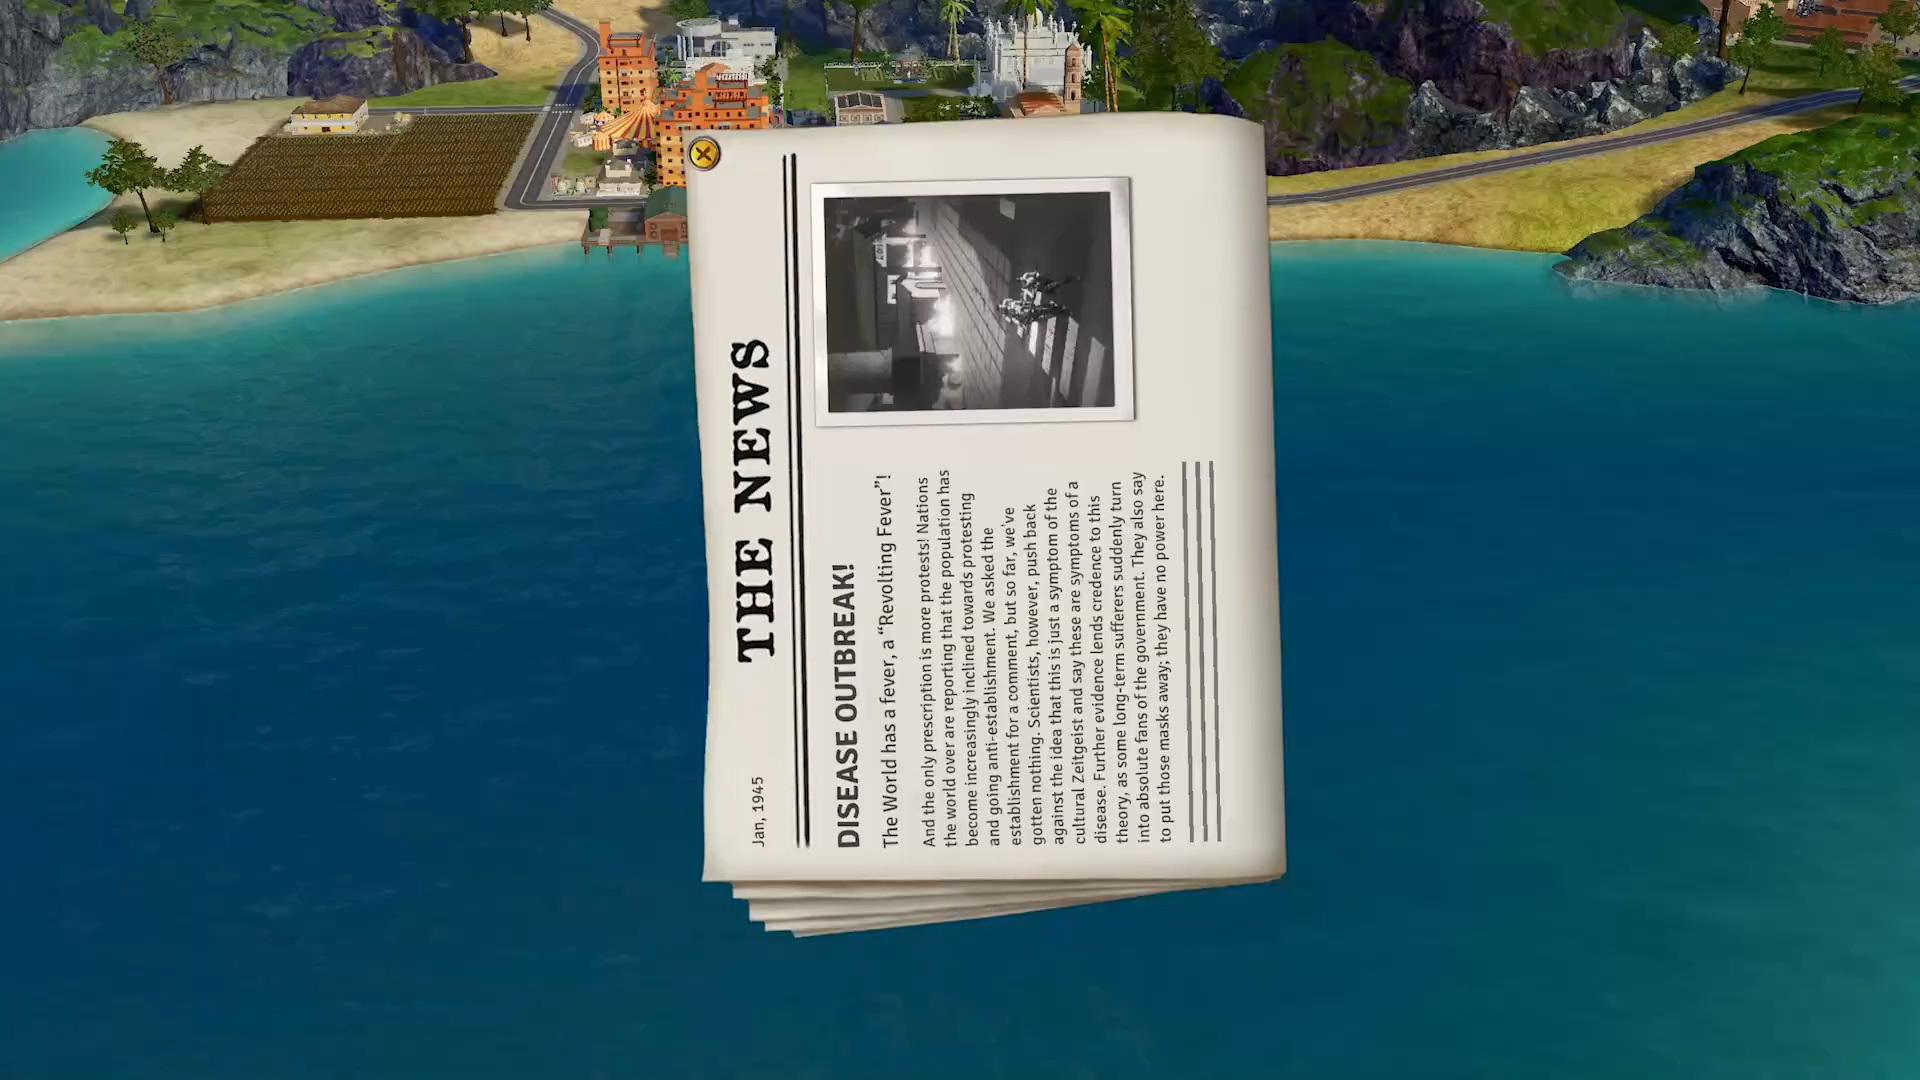 THE NEWS
Jan, 1945
DISEASE OUTBREAK!
The World has a fever, a “Revolting Fever”!
And the only prescription is more protests! Nations
the world over are reporting that the population has
become increasingly inclined towards protesting
and going anti-establishment. We asked the
establishment for a comment, but so far, we've
gotten nothing. Scientists, however, push back
against the idea that this is just a symptom of the
cultural Zeitgeist and say these are symptoms of a
disease. Further evidence lends credence to this
theory, as some long-term sufferers suddenly turn
into absolute fans of the government. They also say
to put those masks away; they have no power here.